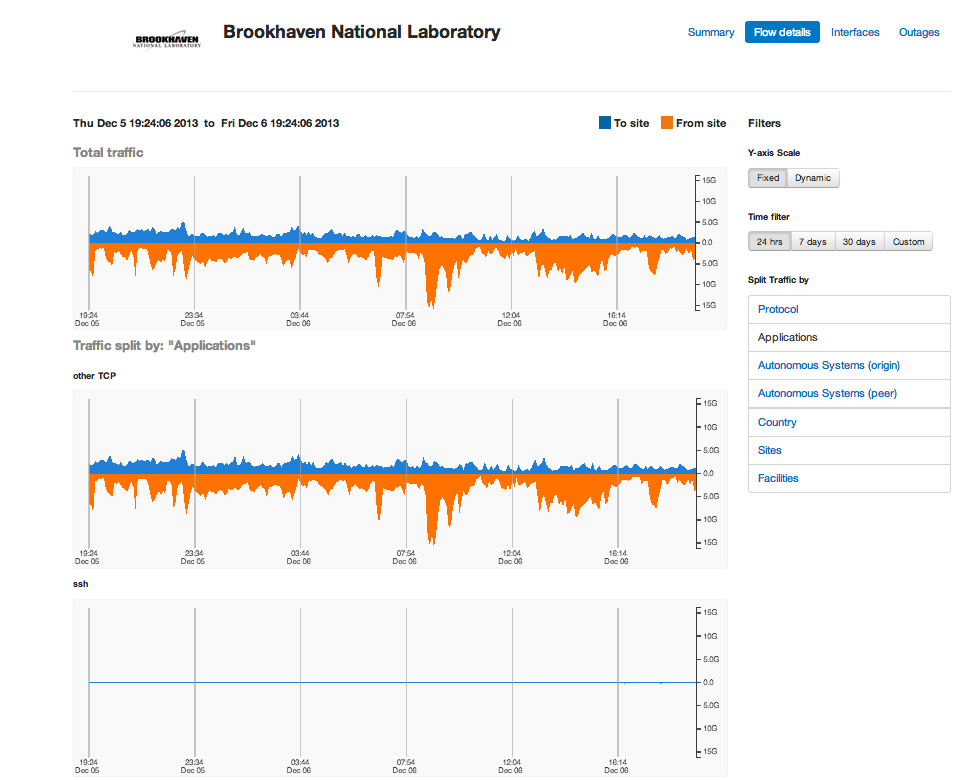 BROOKHAVEN
NATIONAL LABORATORY
Brookhaven National Laboratory
Summary
Flow details
Interfaces
Outages
Thu Dec 5 19:24:06 2013 to Fri Dec 6 19:24:06 2013
To site
From site
Filters
Total traffic
Y-axis Scale
Fixed
Dynamic
Time filter
24 hrs
7 days
30 days
Custom
Split Traffic by
Protocol
Applications
Autonomous Systems (origin)
Autonomous Systems (peer)
Country
Sites
Facilities
15G
10G
5.0G
0.0
5.0G
10G
15G
19:24 23:34 03:44 07:54 12:04 16:14
Dec 05 Dec 05 Dec 06 Dec 06 Dec 06 Dec 06
Traffic split by: "Applications"
other TCP
15G
10G
5.0G
0.0
5.0G
10G
15G
19:24 23:34 03:44 07:54 12:04 16:14
Dec 05 Dec 05 Dec 06 Dec 06 Dec 06 Dec 06
ssh
15G
10G
5.0G
0.0
5.0G
10G
15G
19:24 23:34 03:44 07:54 12:04 16:14
Dec 05 Dec 05 Dec 06 Dec 06 Dec 06 Dec 06